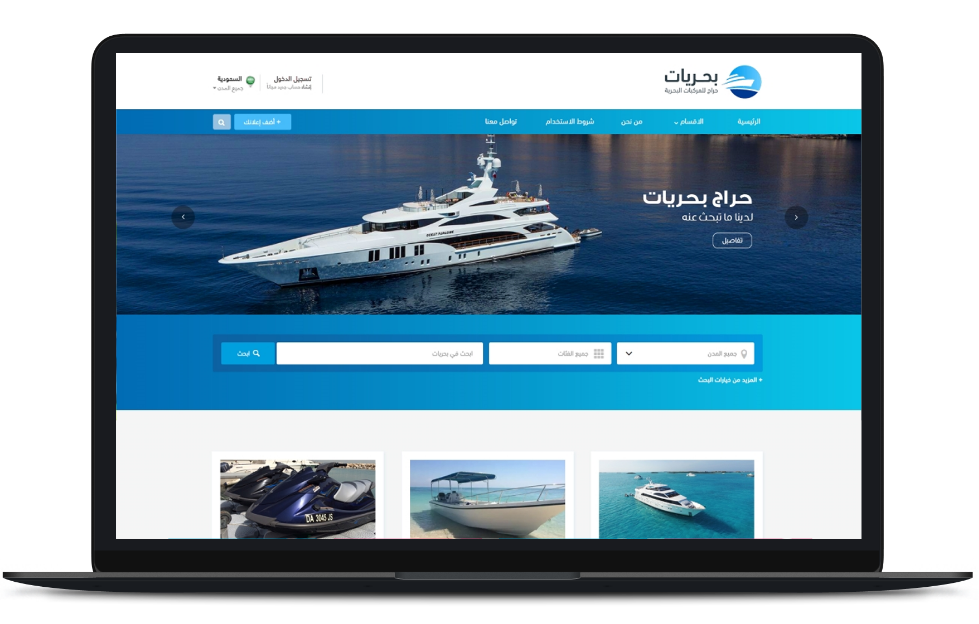 بحريات
حراج للمركبات البحرية
تسجيل الدخول
إنشاء حساب جديد مجانا
السعودية
جميع المدن
الرئيسية
الاقسام
من نحن
شروط الاستخدام
تواصل معنا
+ أضف إعلانك
حراج بحريات
لدينا ما تبحث عنه
تفاصيل
جميع المدن
جميع الفئات
ابحث في بحريات
ابحث
+ المزيد من خيارات البحث
DA 3045 JS